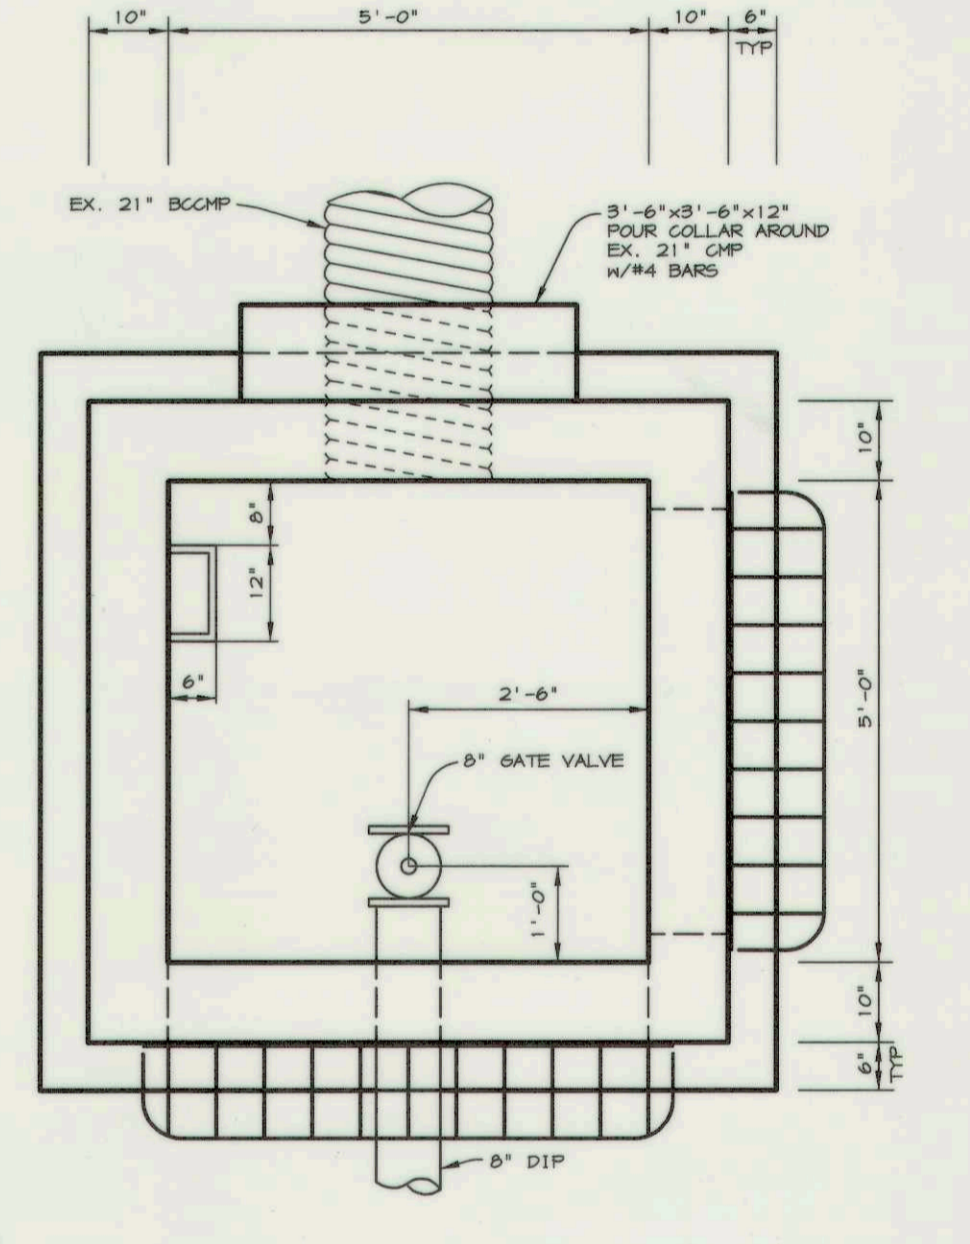 10"
5'-0"
10"
6"
TYP
EX. 21" BCCMP
3'-6"x3'-6"x12"
POUR COLLAR AROUND
EX. 21" CMP
W/#4 BARS
10"
8"
12"
6"
2'-6"
5'-0"
8" GATE VALVE
1'-0"
10"
6"
TYP
8" DIP